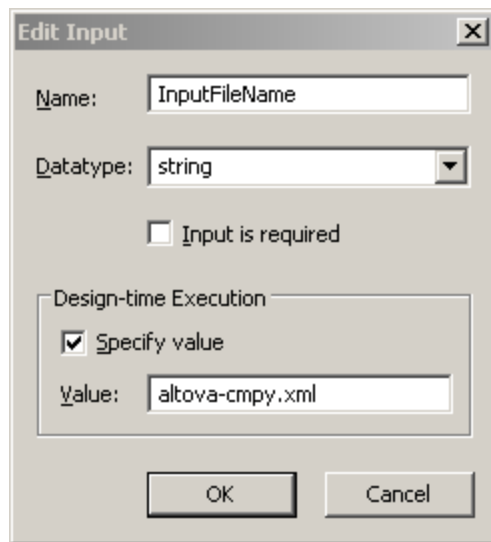 Edit Input
Name: InputFileName
Datatype: string
Input is required
Design-time Execution
Specify value
Value: altova-cmpy.xml
OK Cancel